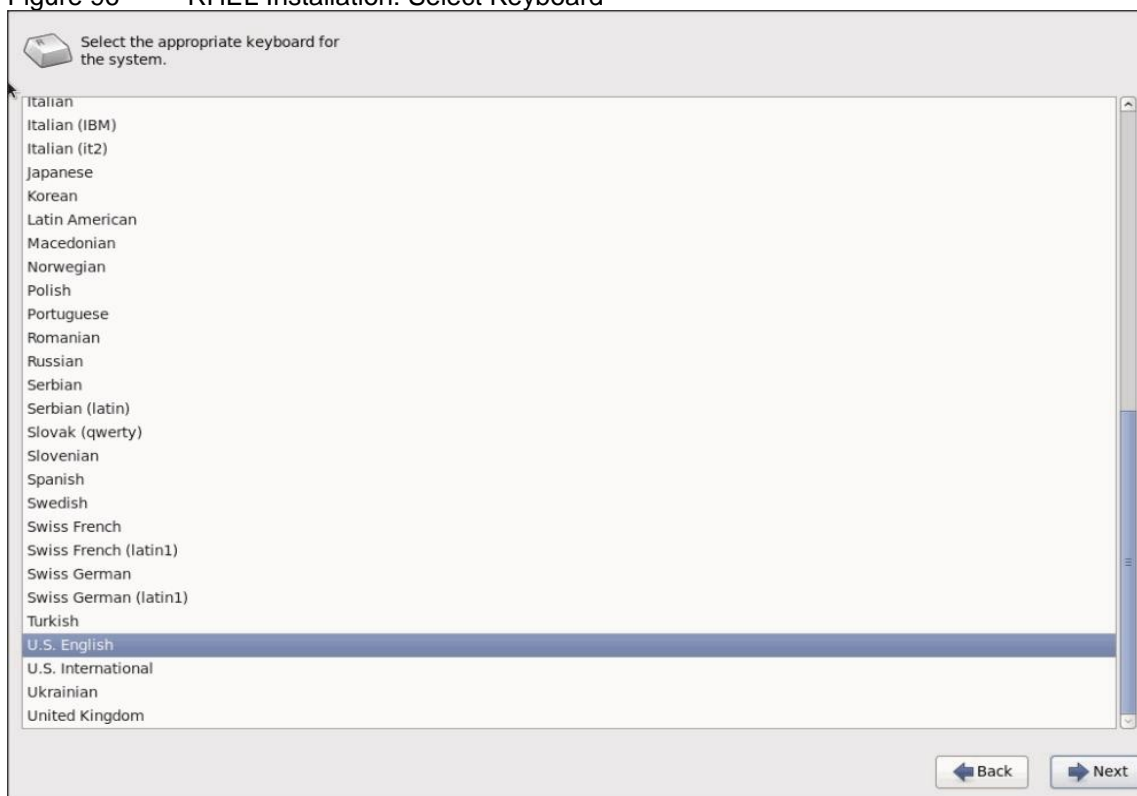 Figure 98 RHEL Installation: Select Keyboard
Select the appropriate keyboard for
the system.
Italian
Italian (IBM)
Italian (it2)
Japanese
Korean
Latin American
Macedonian
Norwegian
Polish
Portuguese
Romanian
Russian
Serbian
Serbian (latin)
Slovak (qwerty)
Slovenian
Spanish
Swedish
Swiss French
Swiss French (latin1)
Swiss German
Swiss German (latin1)
Turkish
U.S. English
U.S. International
Ukrainian
United Kingdom
Back Next